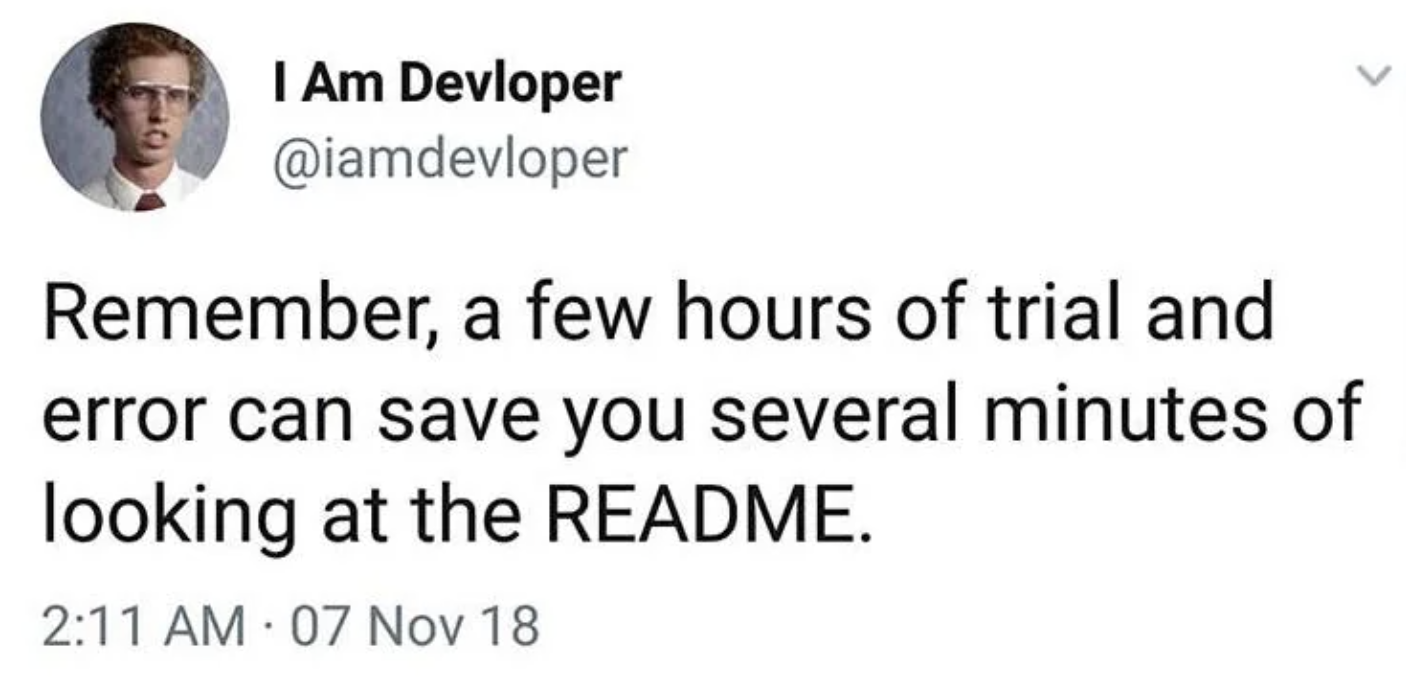 I Am Devloper
@iamdevloper
Remember, a few hours of trial and
error can save you several minutes of
looking at the README.
2:11 AM · 07 Nov 18